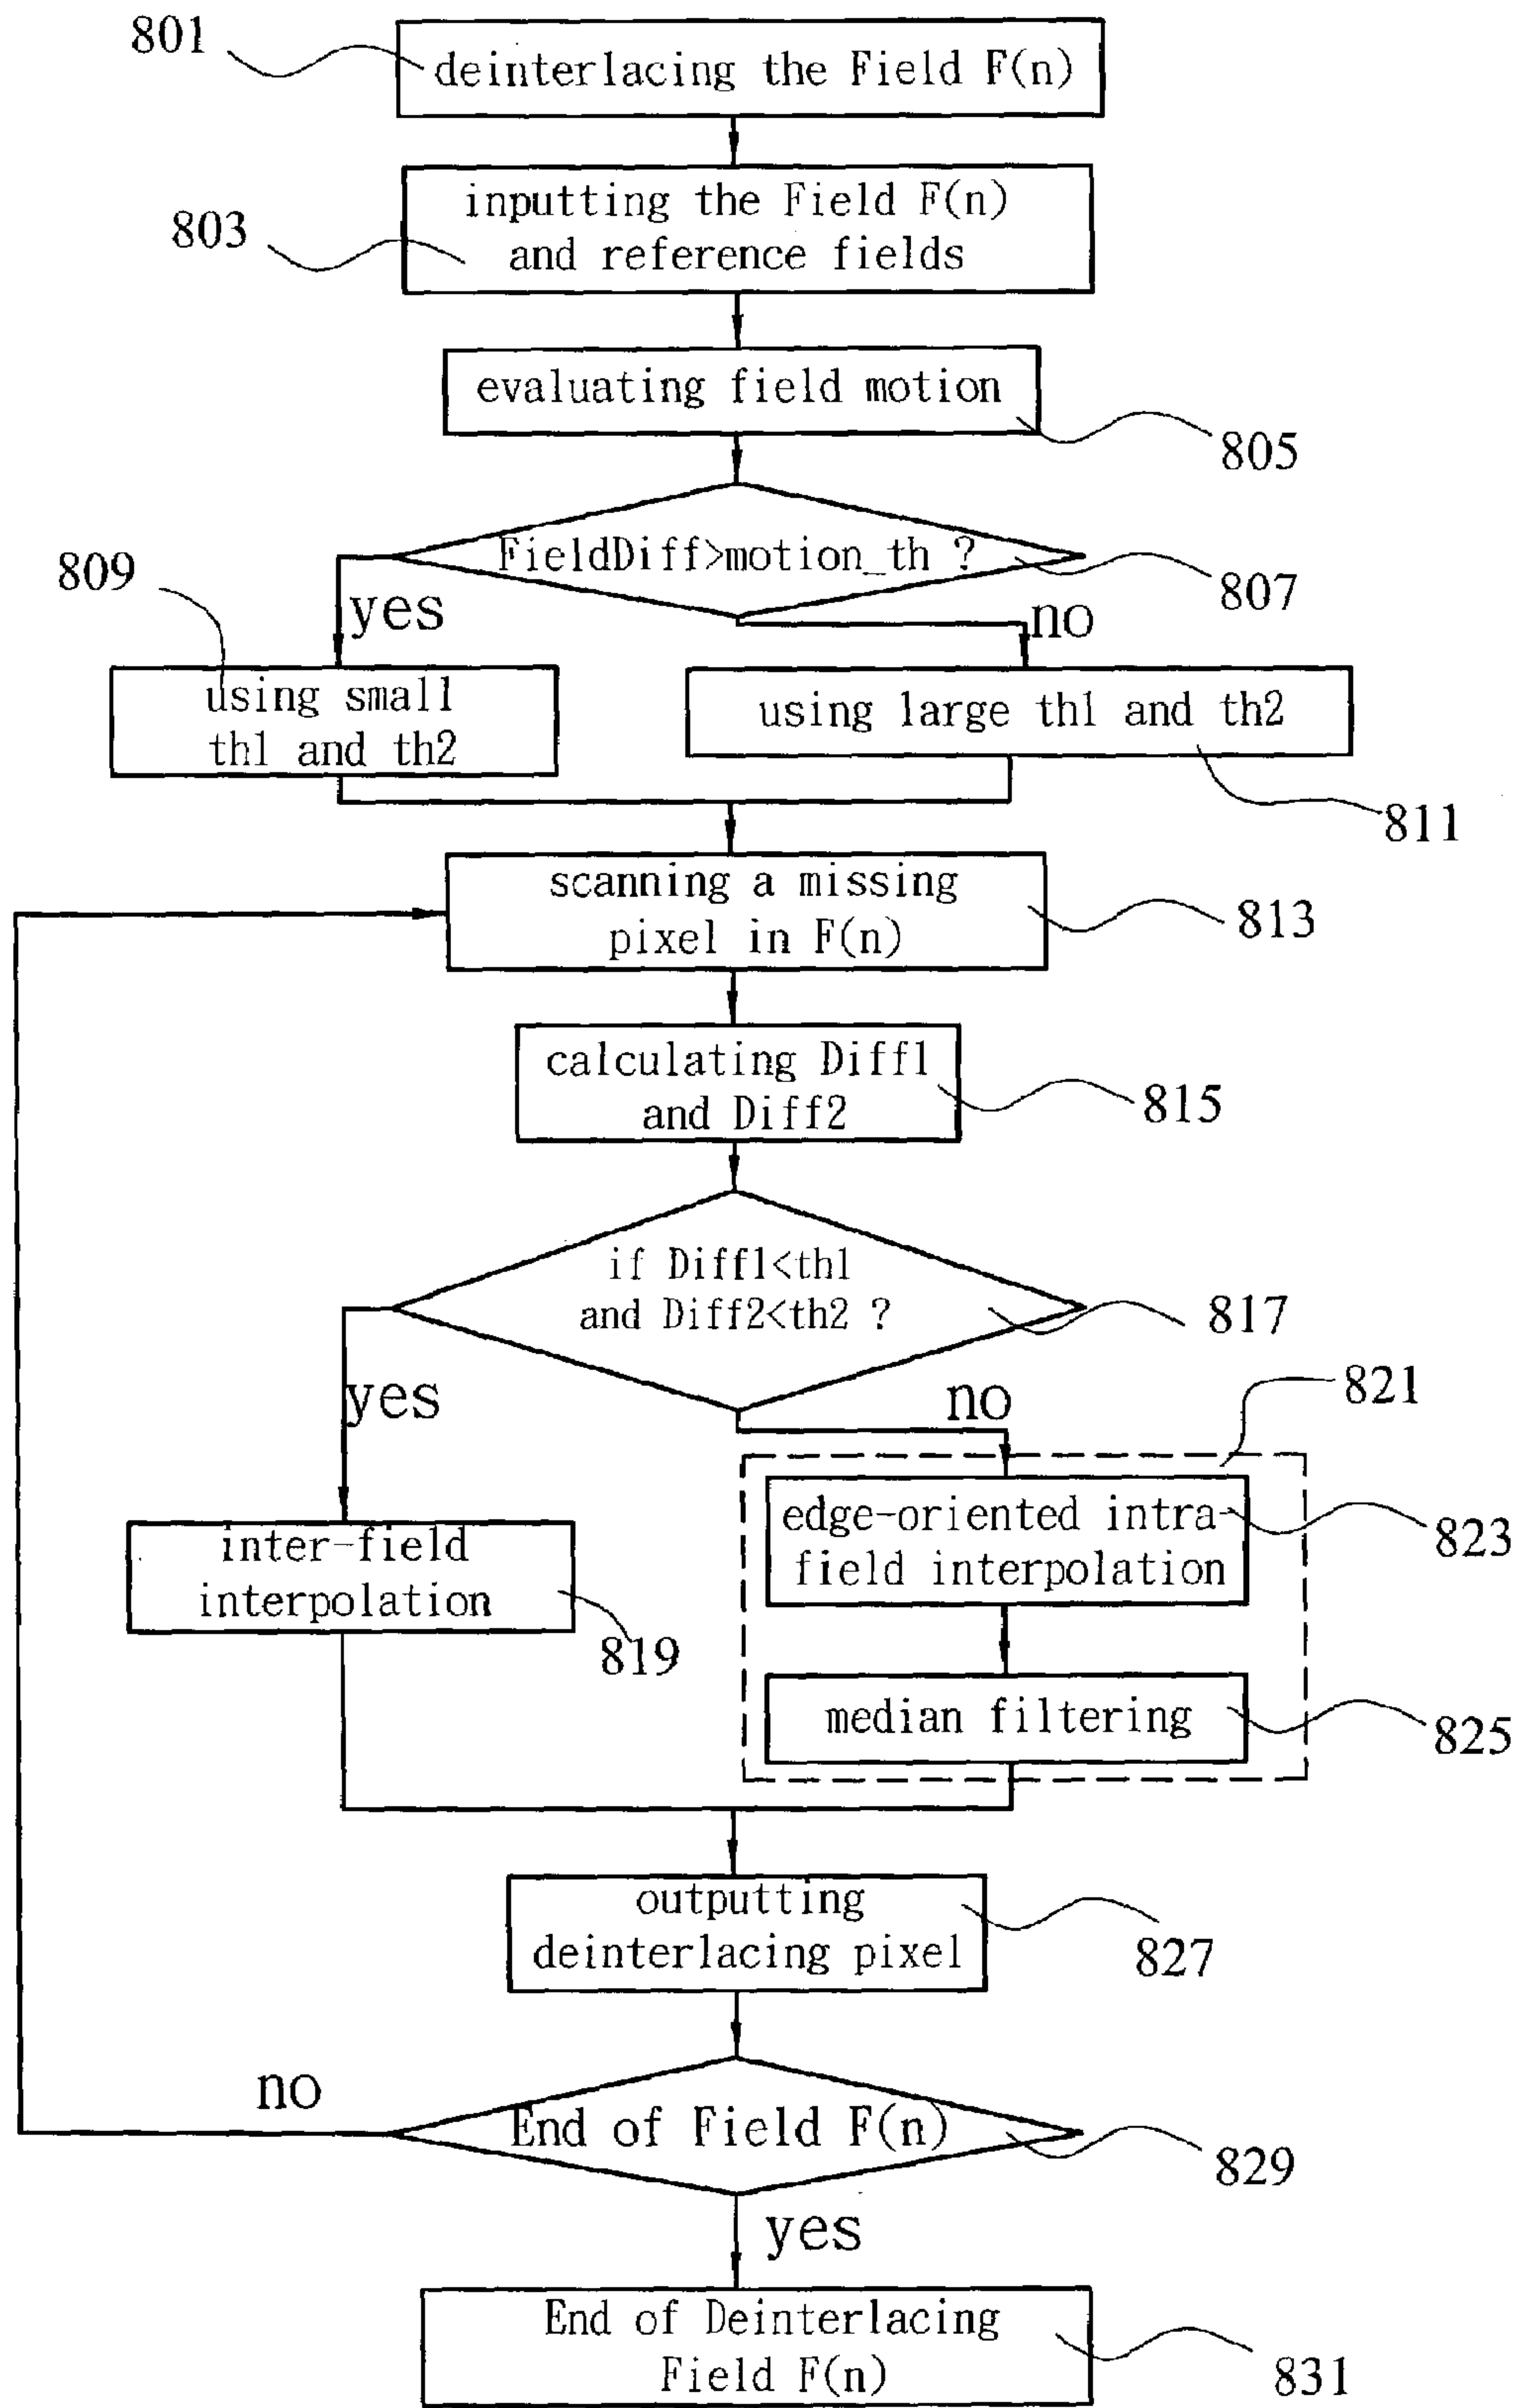 801
deinterlacing the Field F(n)
803
inputting the Field F(n)
and reference fields
evaluating field motion
805
FieldDiff>motion_th ?
807
809
yes
no
using small
th1 and th2
using large th1 and th2
811
scanning a missing
pixel in F(n)
813
calculating Diff1
and Diff2
815
if Diff1<th1
and Diff2<th2 ?
817
yes
no
821
edge-oriented intra-
field interpolation
823
inter-field
interpolation
819
median filtering
825
outputting
deinterlacing pixel
827
no
End of Field F(n)
829
yes
End of Deinterlacing
Field F(n)
831